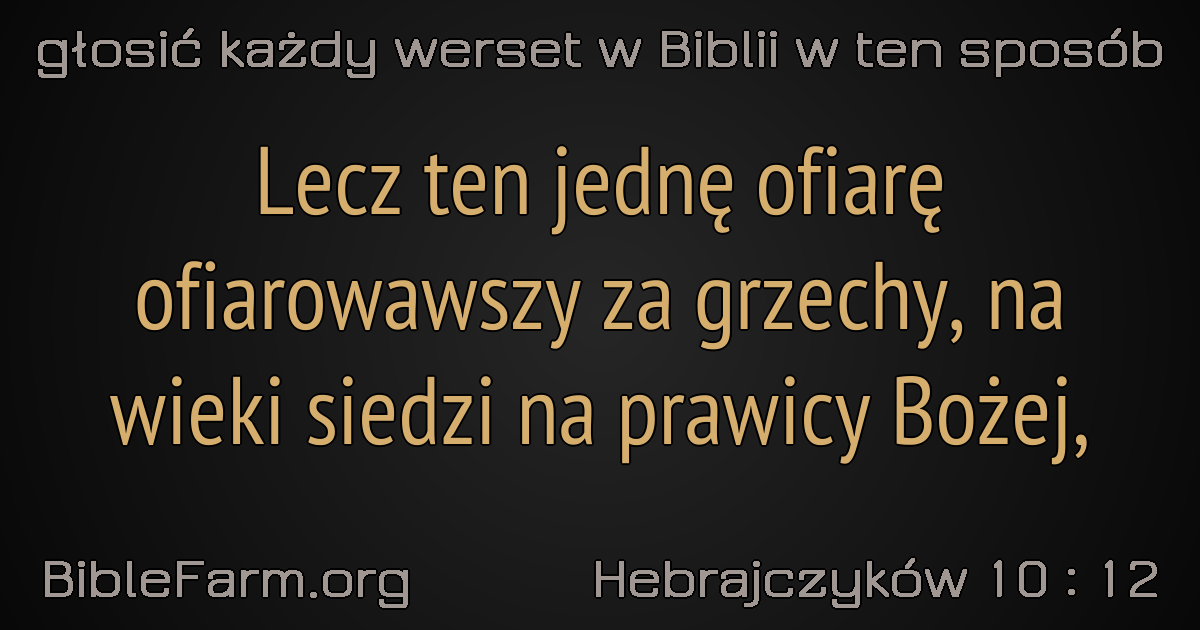 głosić każdy werset w Biblii w ten sposób
Lecz ten jednę ofiarę
ofiarowawszy za grzechy, na
wieki siedzi na prawicy Bożej,
BibleFarm.org
Hebrajczyków 10 : 12